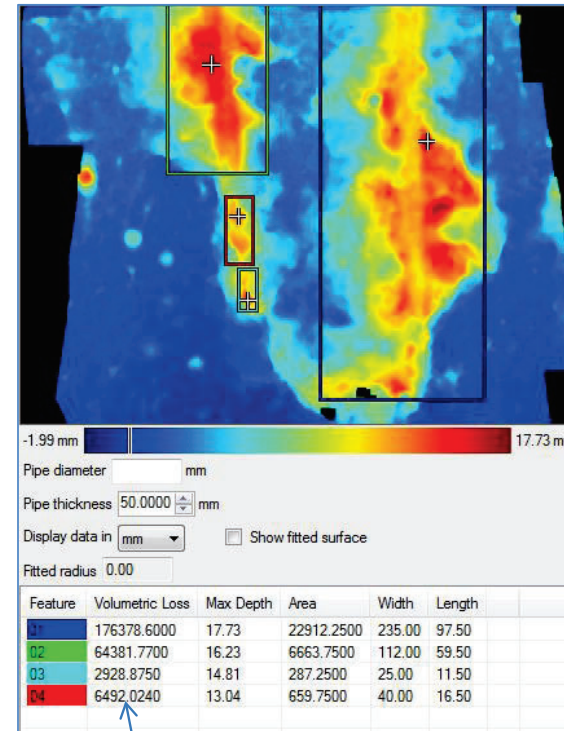 -1.99 mm 17.73 m
Pipe diameter mm
Pipe thickness 50.0000 mm
Display data in mm Show fitted surface
Fitted radius 0.00
Feature Volumetric Loss Max Depth Area Width Length
176378.6000 17.73 22912.2500 235.00 97.50
02 64381.7700 16.23 6663.7500 112.00 59.50
03 2928.8750 14.81 287.2500 25.00 11.50
04 6492.0240 13.04 659.7500 40.00 16.50